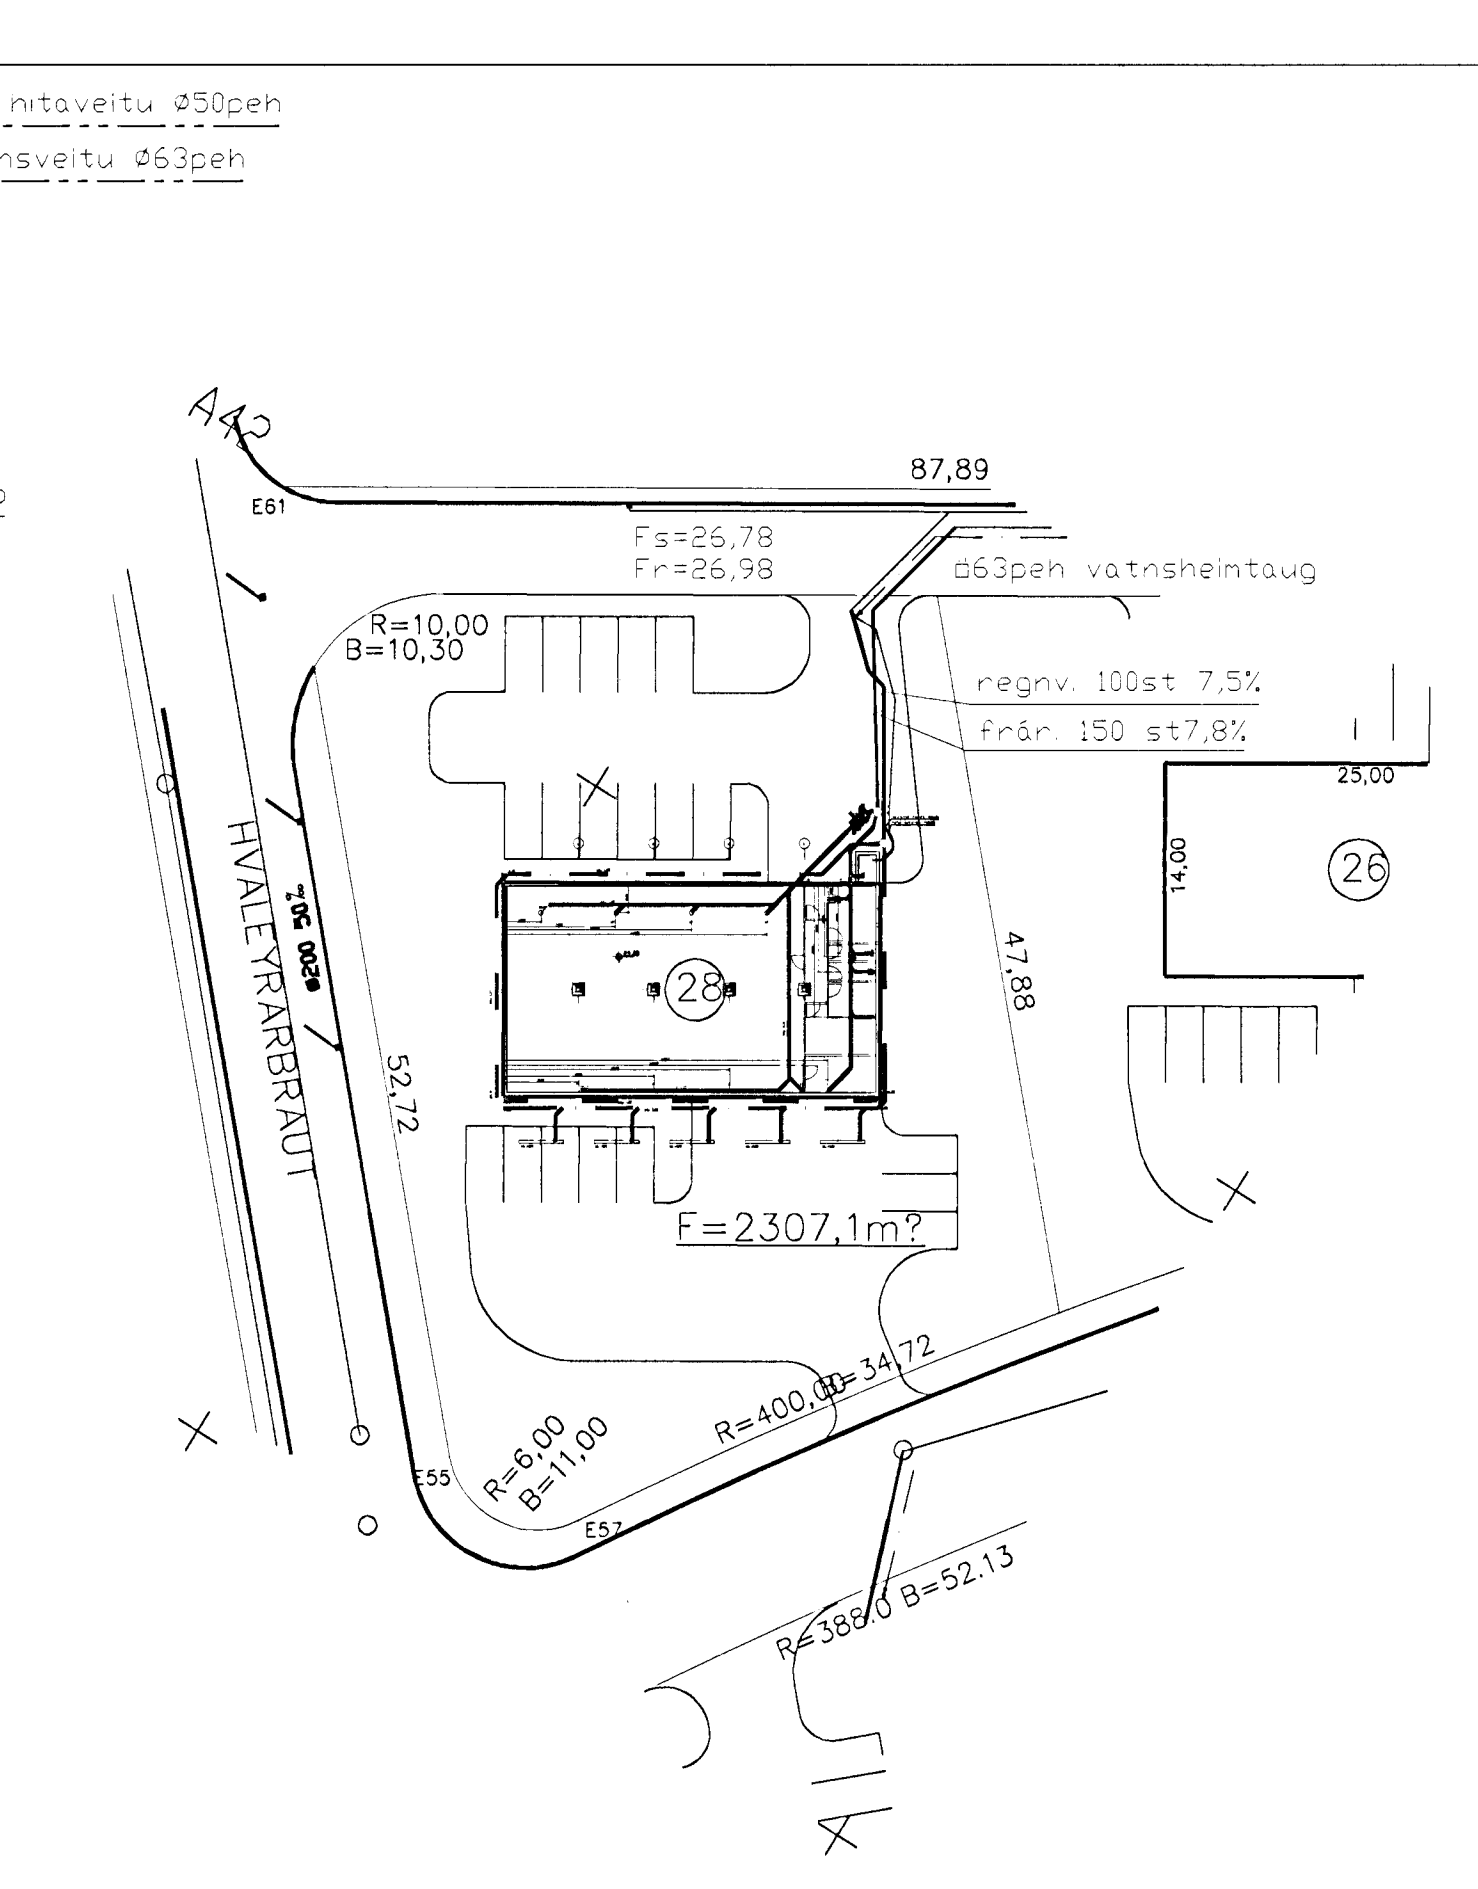 hitaveitu Ø50peh
nsveitu Ø63peh
A42
87,89
E61
Fs=26,78
Fr=26,98
¤63peh vatnsheimtaug
R=10,00
B=10,30
regnv. 100st 7,5%
frár. 150 st7,8%
25,00
14,00
26
HVALEYRARBRAUT
ø200 50‰
28
47,88
52,72
F=2307,1m?
R=400,00
B=34,72
R=6,00
B=11,00
E55
E57
R=388.0 B=52.13